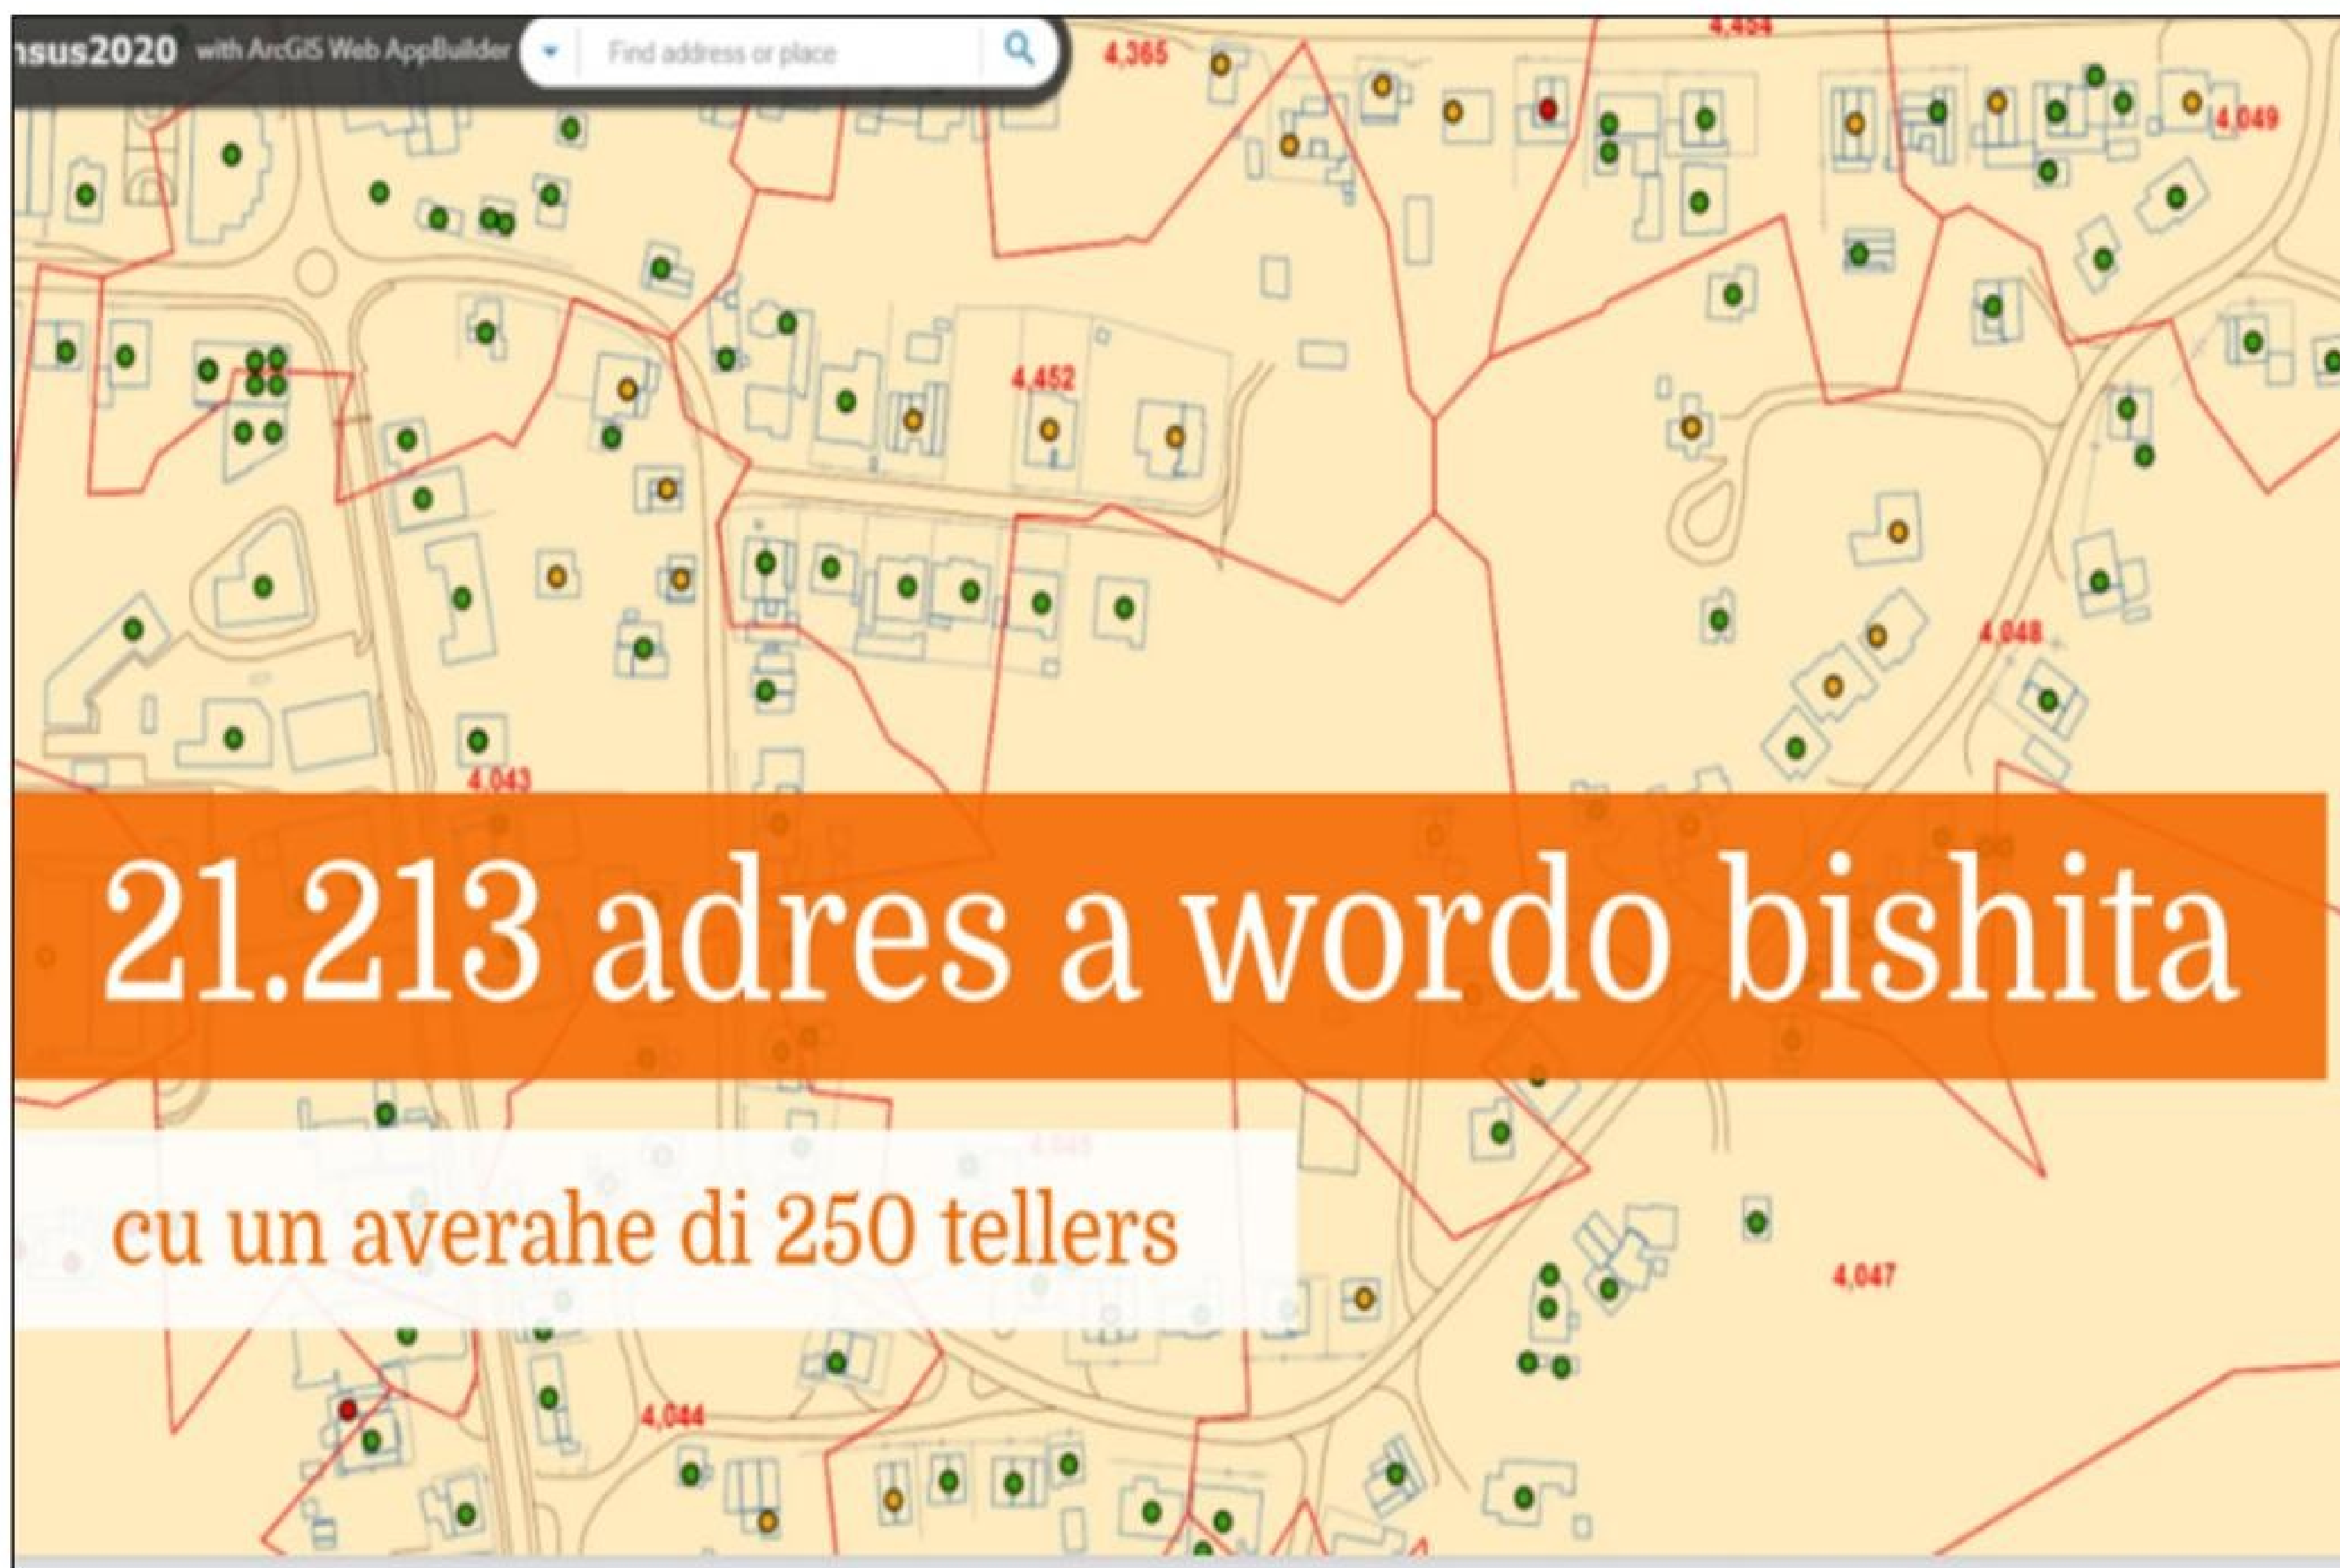 nsus2020 with ArcGIS Web AppBuilder
Find address or place
4,365
4,454
4,049
4,452
4,048
4,043
21.213 adres a wordo bishita
cu un averahe di 250 tellers
4,047
4,044